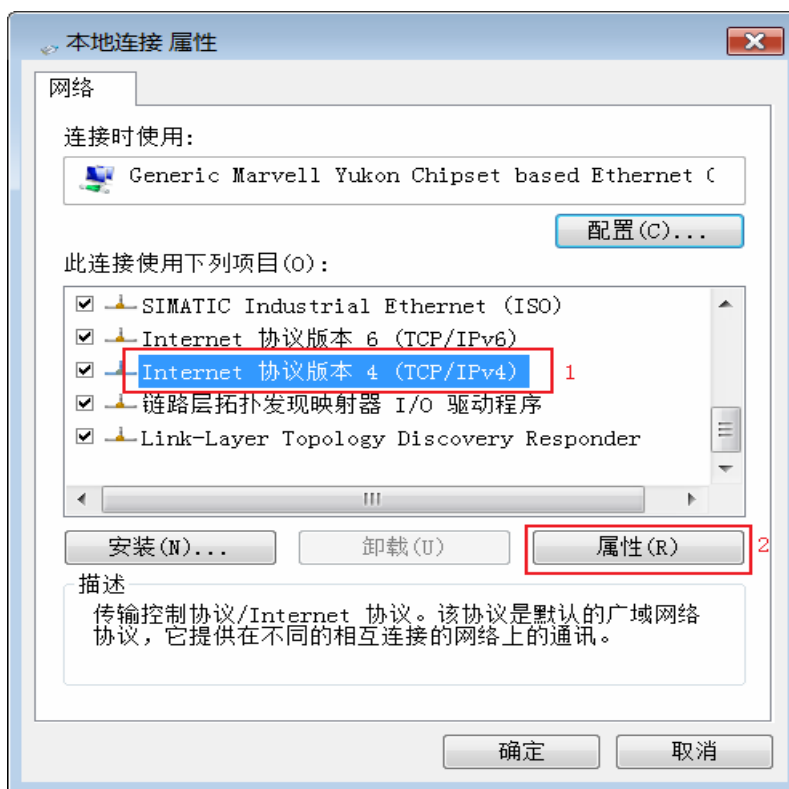 本地连接 属性
网络
连接时使用:
Generic Marvell Yukon Chipset based Ethernet C
配置(C)...
此连接使用下列项目(O):
SIMATIC Industrial Ethernet (ISO)
Internet 协议版本 6 (TCP/IPv6)
Internet 协议版本 4 (TCP/IPv4) 1
链路层拓扑发现映射器 I/O 驱动程序
Link-Layer Topology Discovery Responder
安装(N)... 卸载(U) 属性(R) 2
描述
传输控制协议/Internet 协议。该协议是默认的广域网络
协议，它提供在不同的相互连接的网络上的通讯。
确定 取消